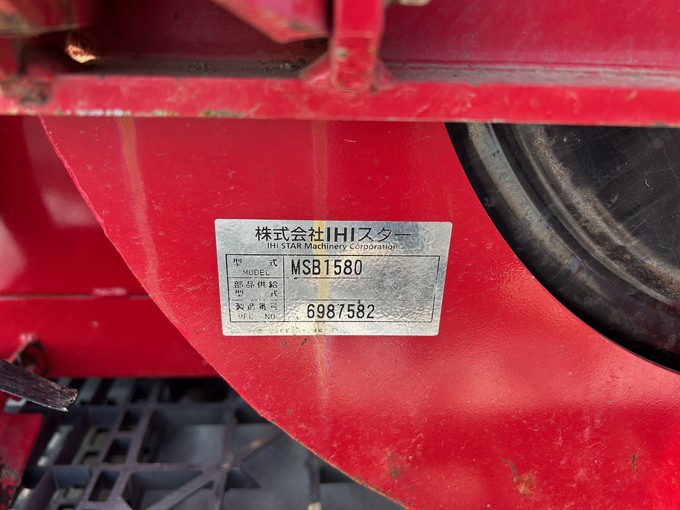 株式会社IHIスター
IHI STAR Machinery Corporation
型式 MSB1580
MODEL
部品供給
型式
製造番号 6987582
MFG NO.